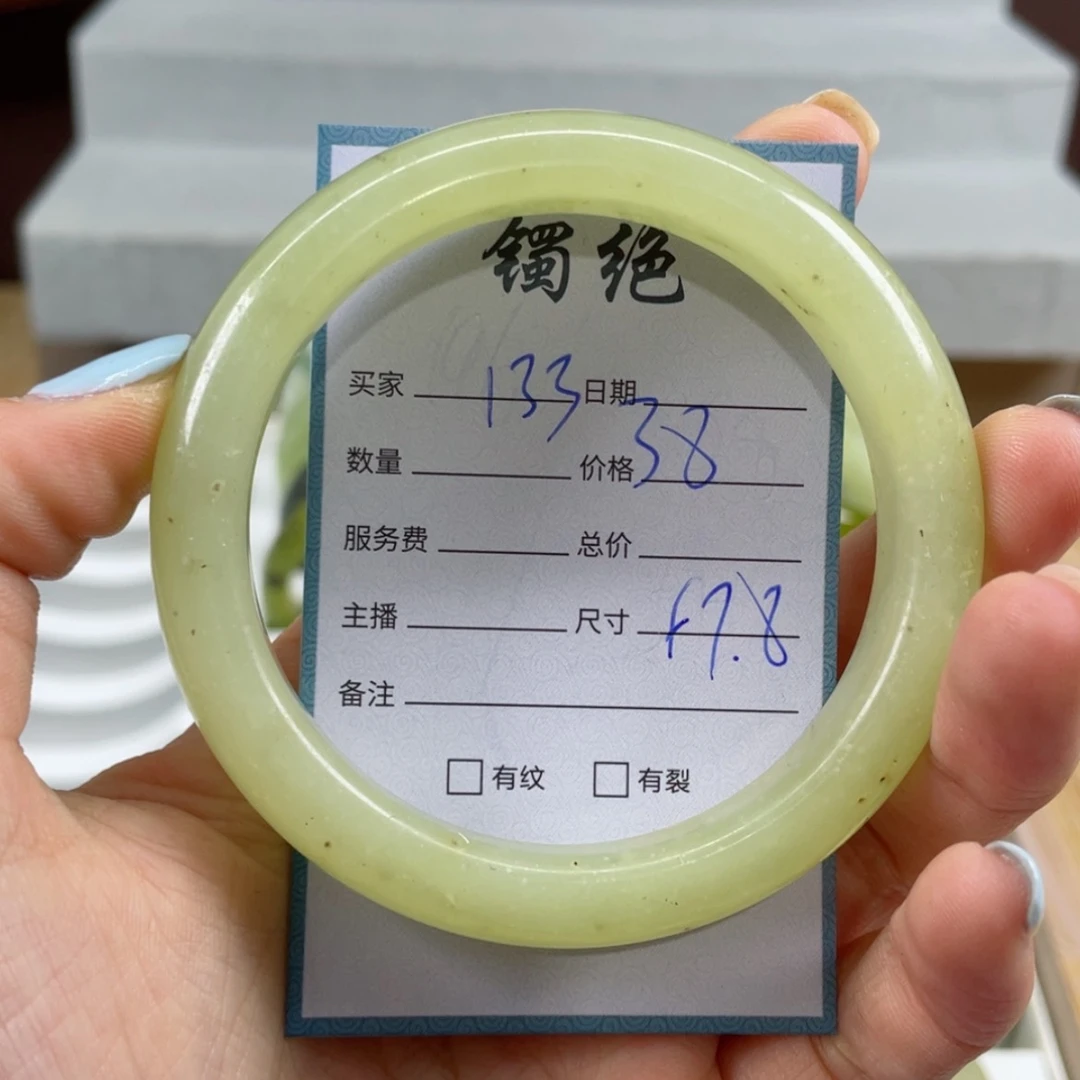 镯绝
买家 133 日期
数量 价格 38
服务费 总价
主播 尺寸 57.8
备注
有纹 有裂